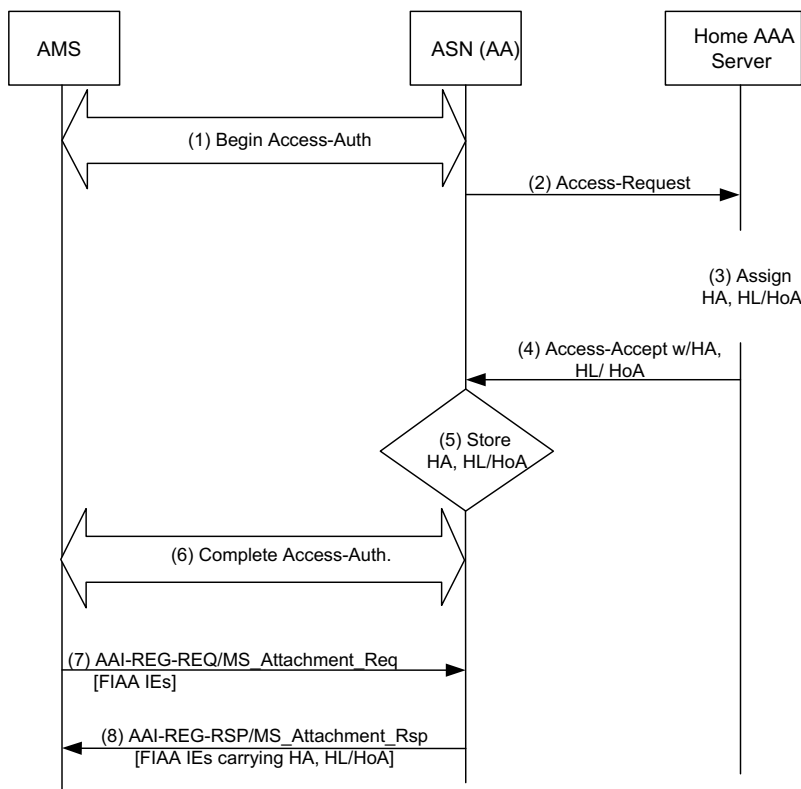 AMS
ASN (AA)
Home AAA
Server
(1) Begin Access-Auth
(2) Access-Request
(3) Assign
HA, HL/HoA
(4) Access-Accept w/HA,
HL/ HoA
(5) Store
HA, HL/HoA
(6) Complete Access-Auth.
(7) AAI-REG-REQ/MS_Attachment_Req
[FIAA IEs]
(8) AAI-REG-RSP/MS_Attachment_Rsp
[FIAA IEs carrying HA, HL/HoA]